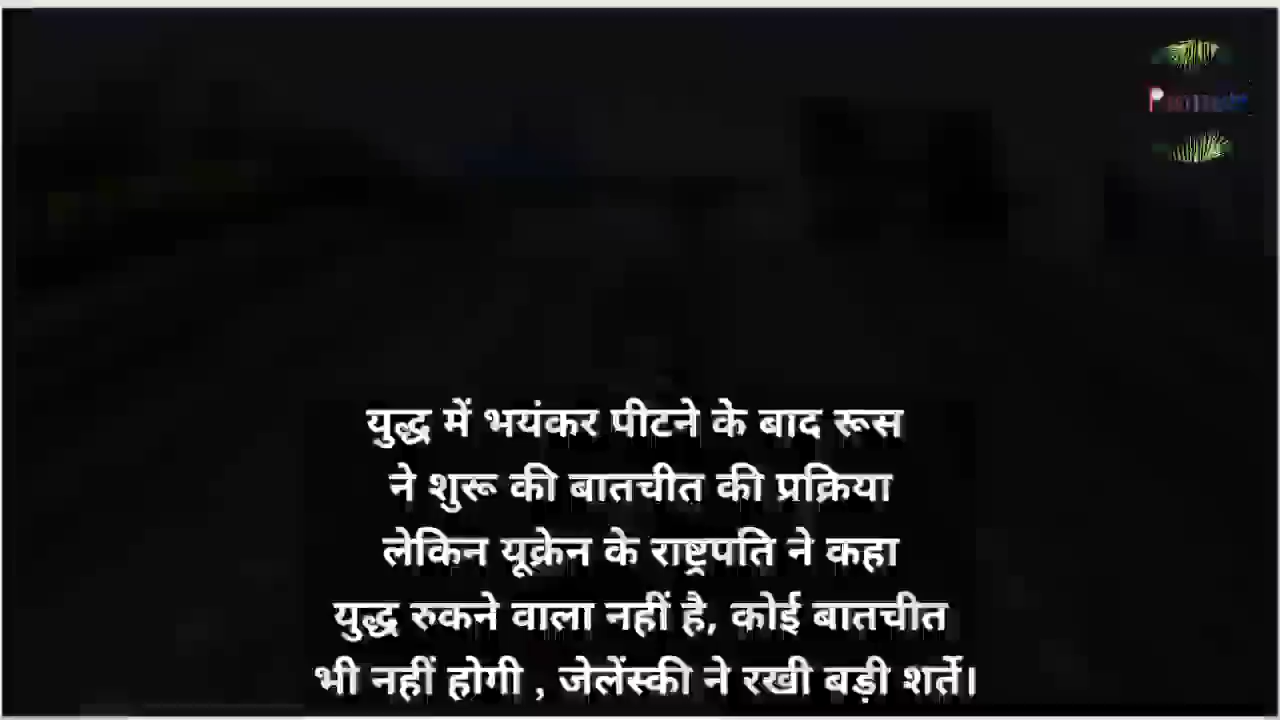 युद्ध में भयंकर पीटने के बाद रूस
ने शुरू की बातचीत की प्रक्रिया
लेकिन यूक्रेन के राष्ट्रपति ने कहा
युद्ध रुकने वाला नहीं है, कोई बातचीत
भी नहीं होगी , जेलेंस्की ने रखी बड़ी शर्ते।